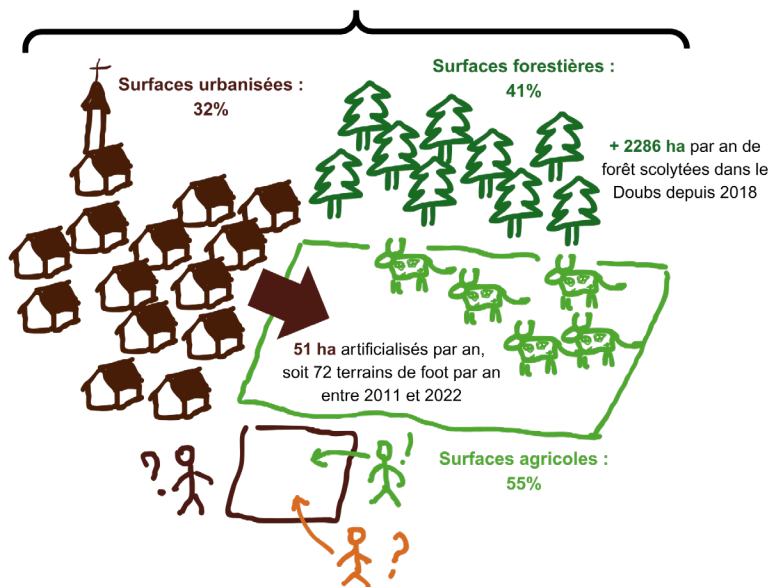 Surfaces urbanisées :
32%
Surfaces forestières :
41%
+ 2286 ha par an de
forêt scolytées dans le
Doubs depuis 2018
51 ha artificialisés par an,
soit 72 terrains de foot par an
entre 2011 et 2022
Surfaces agricoles :
55%
?
!
?